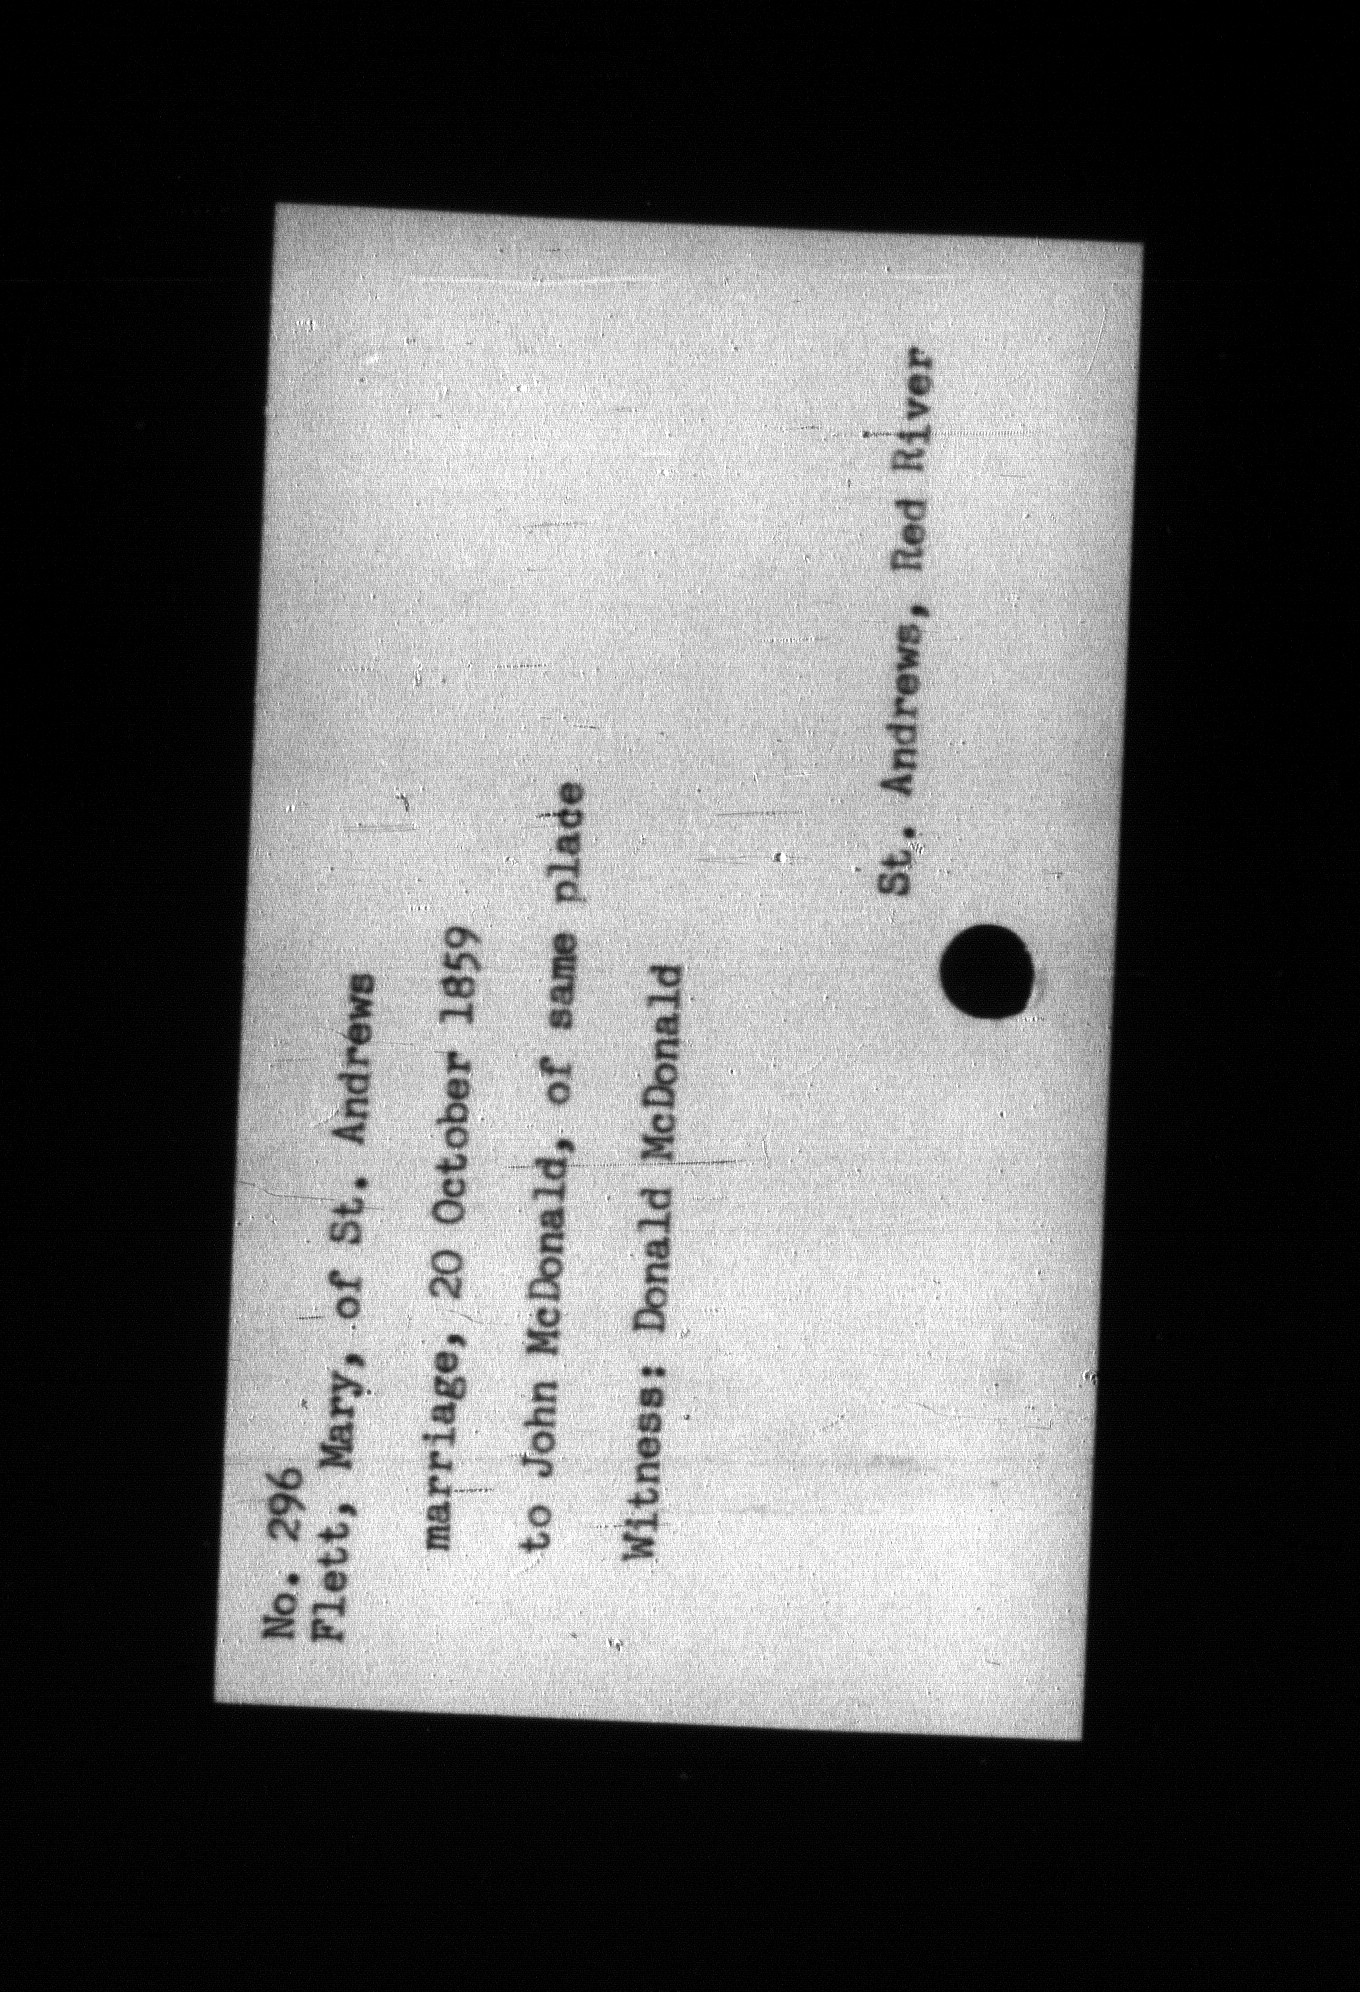 No. 296
Flett, Mary, of St. Andrews
marriage, 20 October 1859
to John McDonald, of same place
Witness: Donald McDonald
St. Andrews, Red River